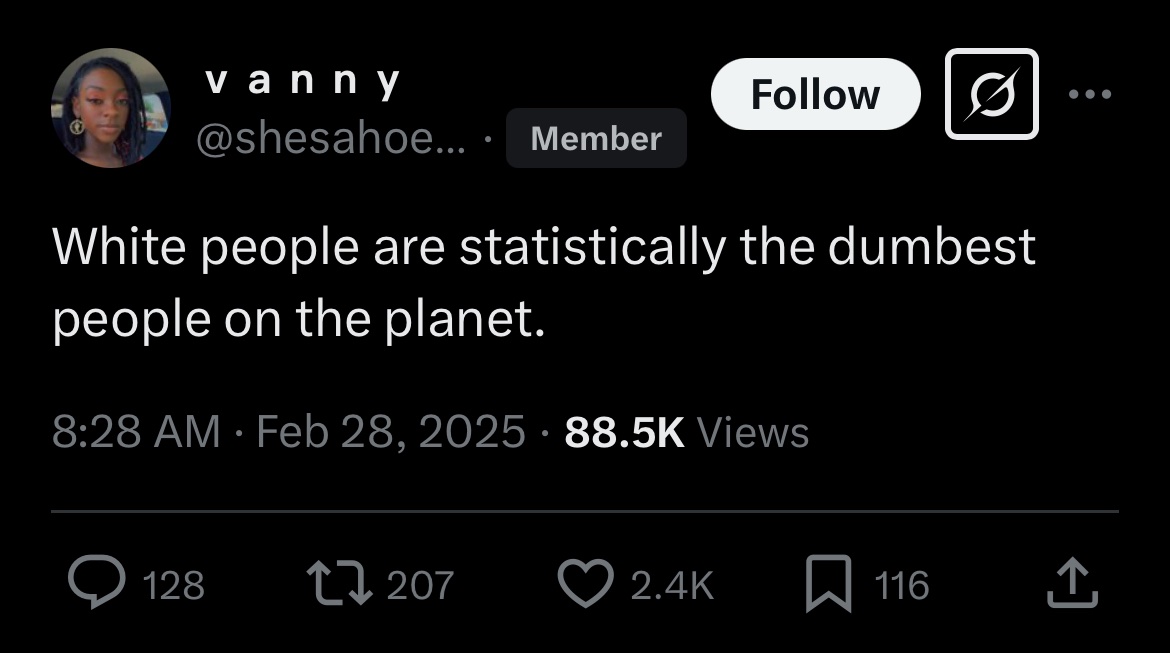 v a n n y
Follow
@shesahoe... · Member
White people are statistically the dumbest
people on the planet.
8:28 AM · Feb 28, 2025 · 88.5K Views
128 207 2.4K 116